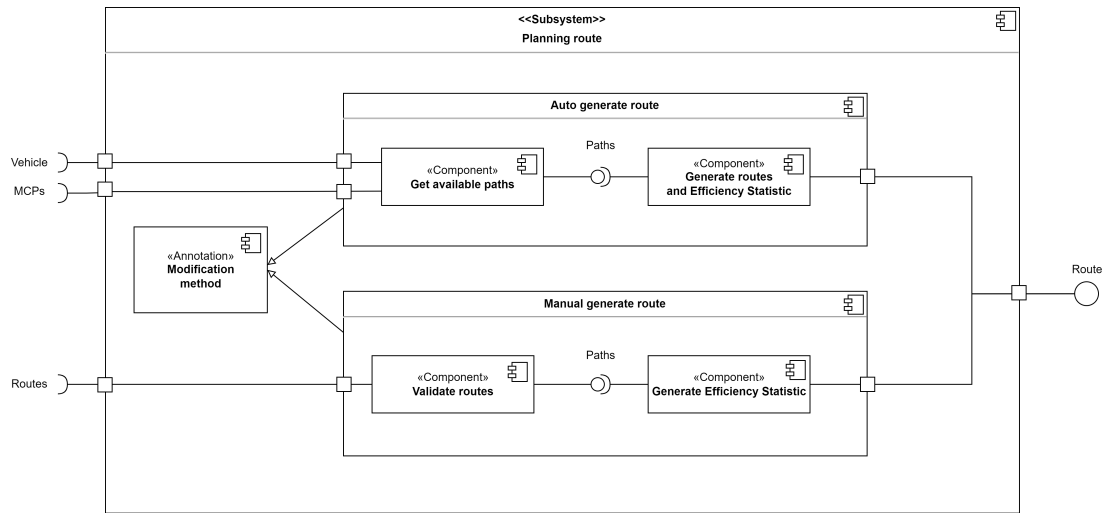 <<Subsystem>>
Planning route
Auto generate route
Vehicle
MCPs
«Component»
Get available paths
Paths
«Component»
Generate routes
and Efficiency Statistic
«Annotation»
Modification
method
Route
Manual generate route
Routes
«Component»
Validate routes
Paths
«Component»
Generate Efficiency Statistic